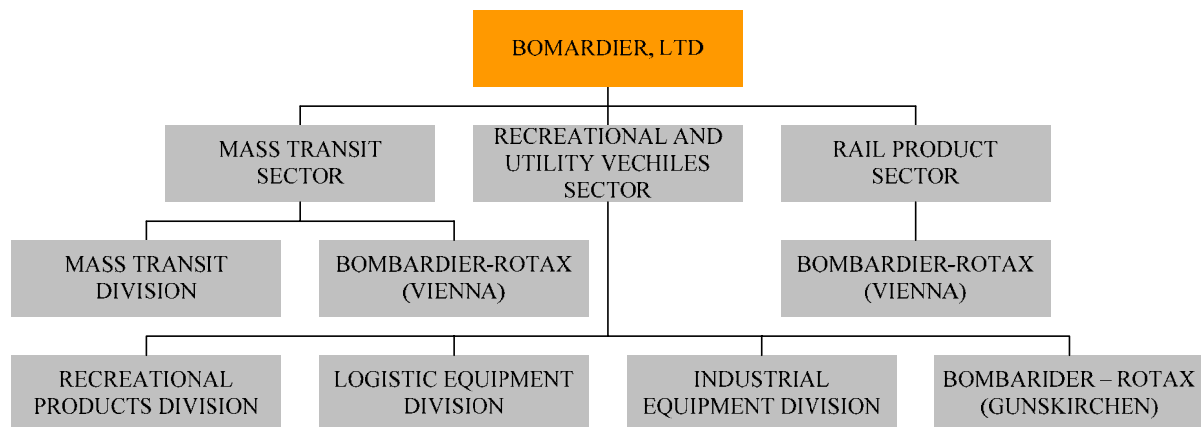 BOMARDIER, LTD
MASS TRANSIT
SECTOR
RECREATIONAL AND
UTILITY VECHILES
SECTOR
RAIL PRODUCT
SECTOR
MASS TRANSIT
DIVISION
BOMBARDIER-ROTAX
(VIENNA)
BOMBARDIER-ROTAX
(VIENNA)
RECREATIONAL
PRODUCTS DIVISION
LOGISTIC EQUIPMENT
DIVISION
INDUSTRIAL
EQUIPMENT DIVISION
BOMBARIDER – ROTAX
(GUNSKIRCHEN)